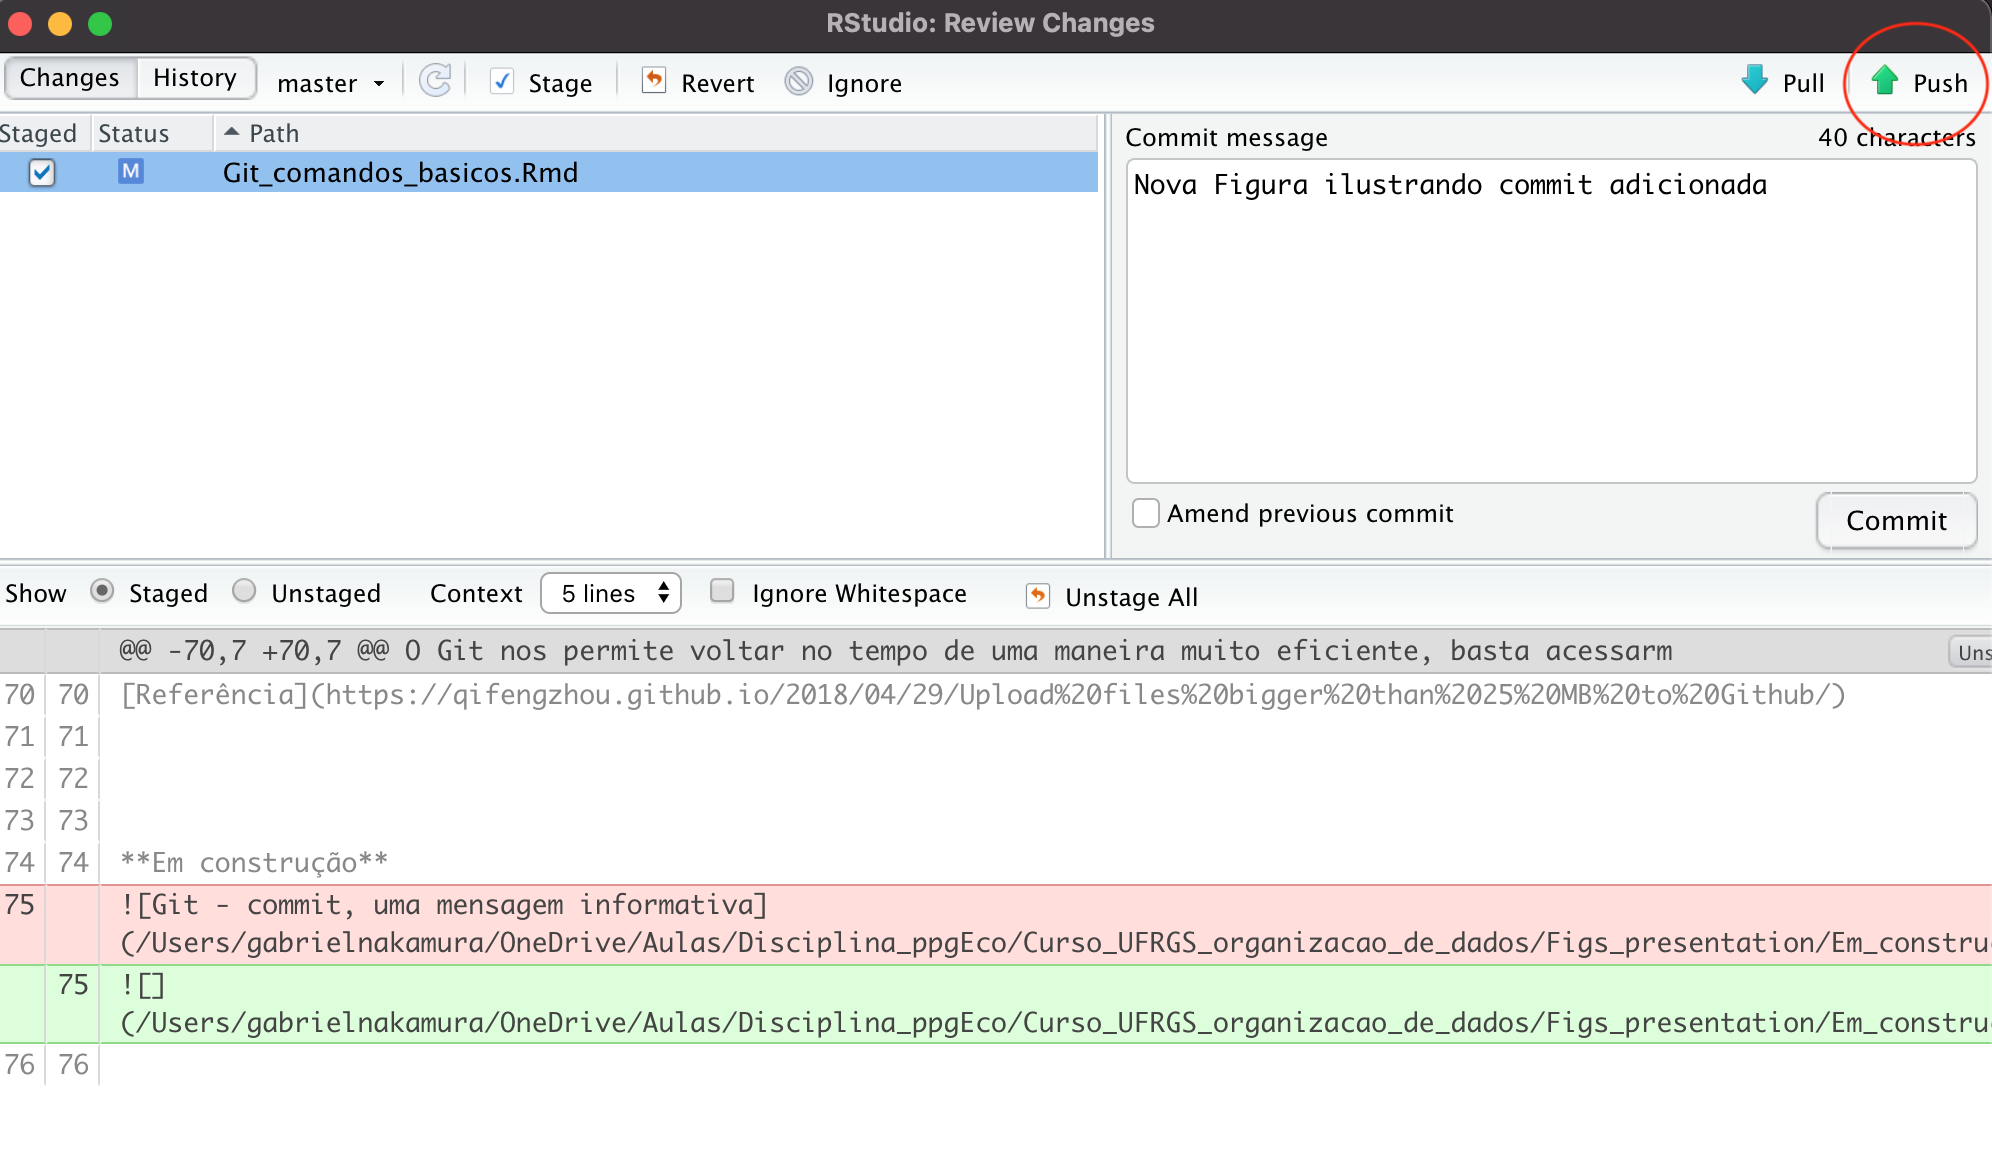 RStudio: Review Changes
Changes History master Stage Revert Ignore Pull Push
Staged Status Path
M Git_comandos_basicos.Rmd
Commit message 40 characters
Nova Figura ilustrando commit adicionada
Amend previous commit
Commit
Show Staged Unstaged Context 5 lines Ignore Whitespace Unstage All
@@ -70,7 +70,7 @@ O Git nos permite voltar no tempo de uma maneira muito eficiente, basta acessarm Uns
70 70 [Referência](https://qifengzhou.github.io/2018/04/29/Upload%20files%20bigger%20than%2025%20MB%20to%20Github/)
71 71
72 72
73 73
74 74 **Em construção**
75 ![Git - commit, uma mensagem informativa]
(/Users/gabrielnakamura/OneDrive/Aulas/Disciplina_ppgEco/Curso_UFRGS_organizacao_de_dados/Figs_presentation/Em_constru
75 ![]
(/Users/gabrielnakamura/OneDrive/Aulas/Disciplina_ppgEco/Curso_UFRGS_organizacao_de_dados/Figs_presentation/Em_constru
76 76